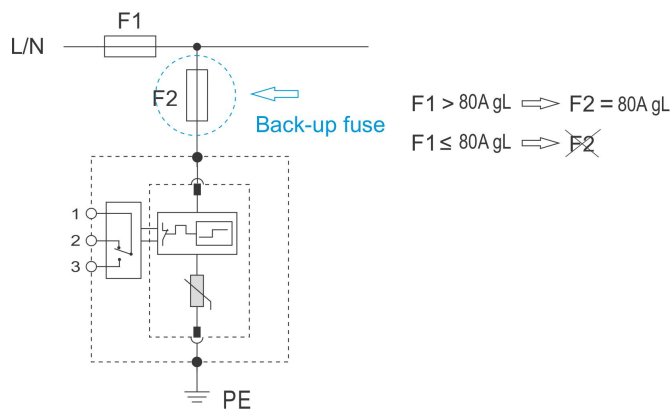 F1
L/N
F2
Back-up fuse
F1 > 80A gL ⇨ F2 = 80A gL
F1 ≤ 80A gL ⇨ F2
1
2
3
PE